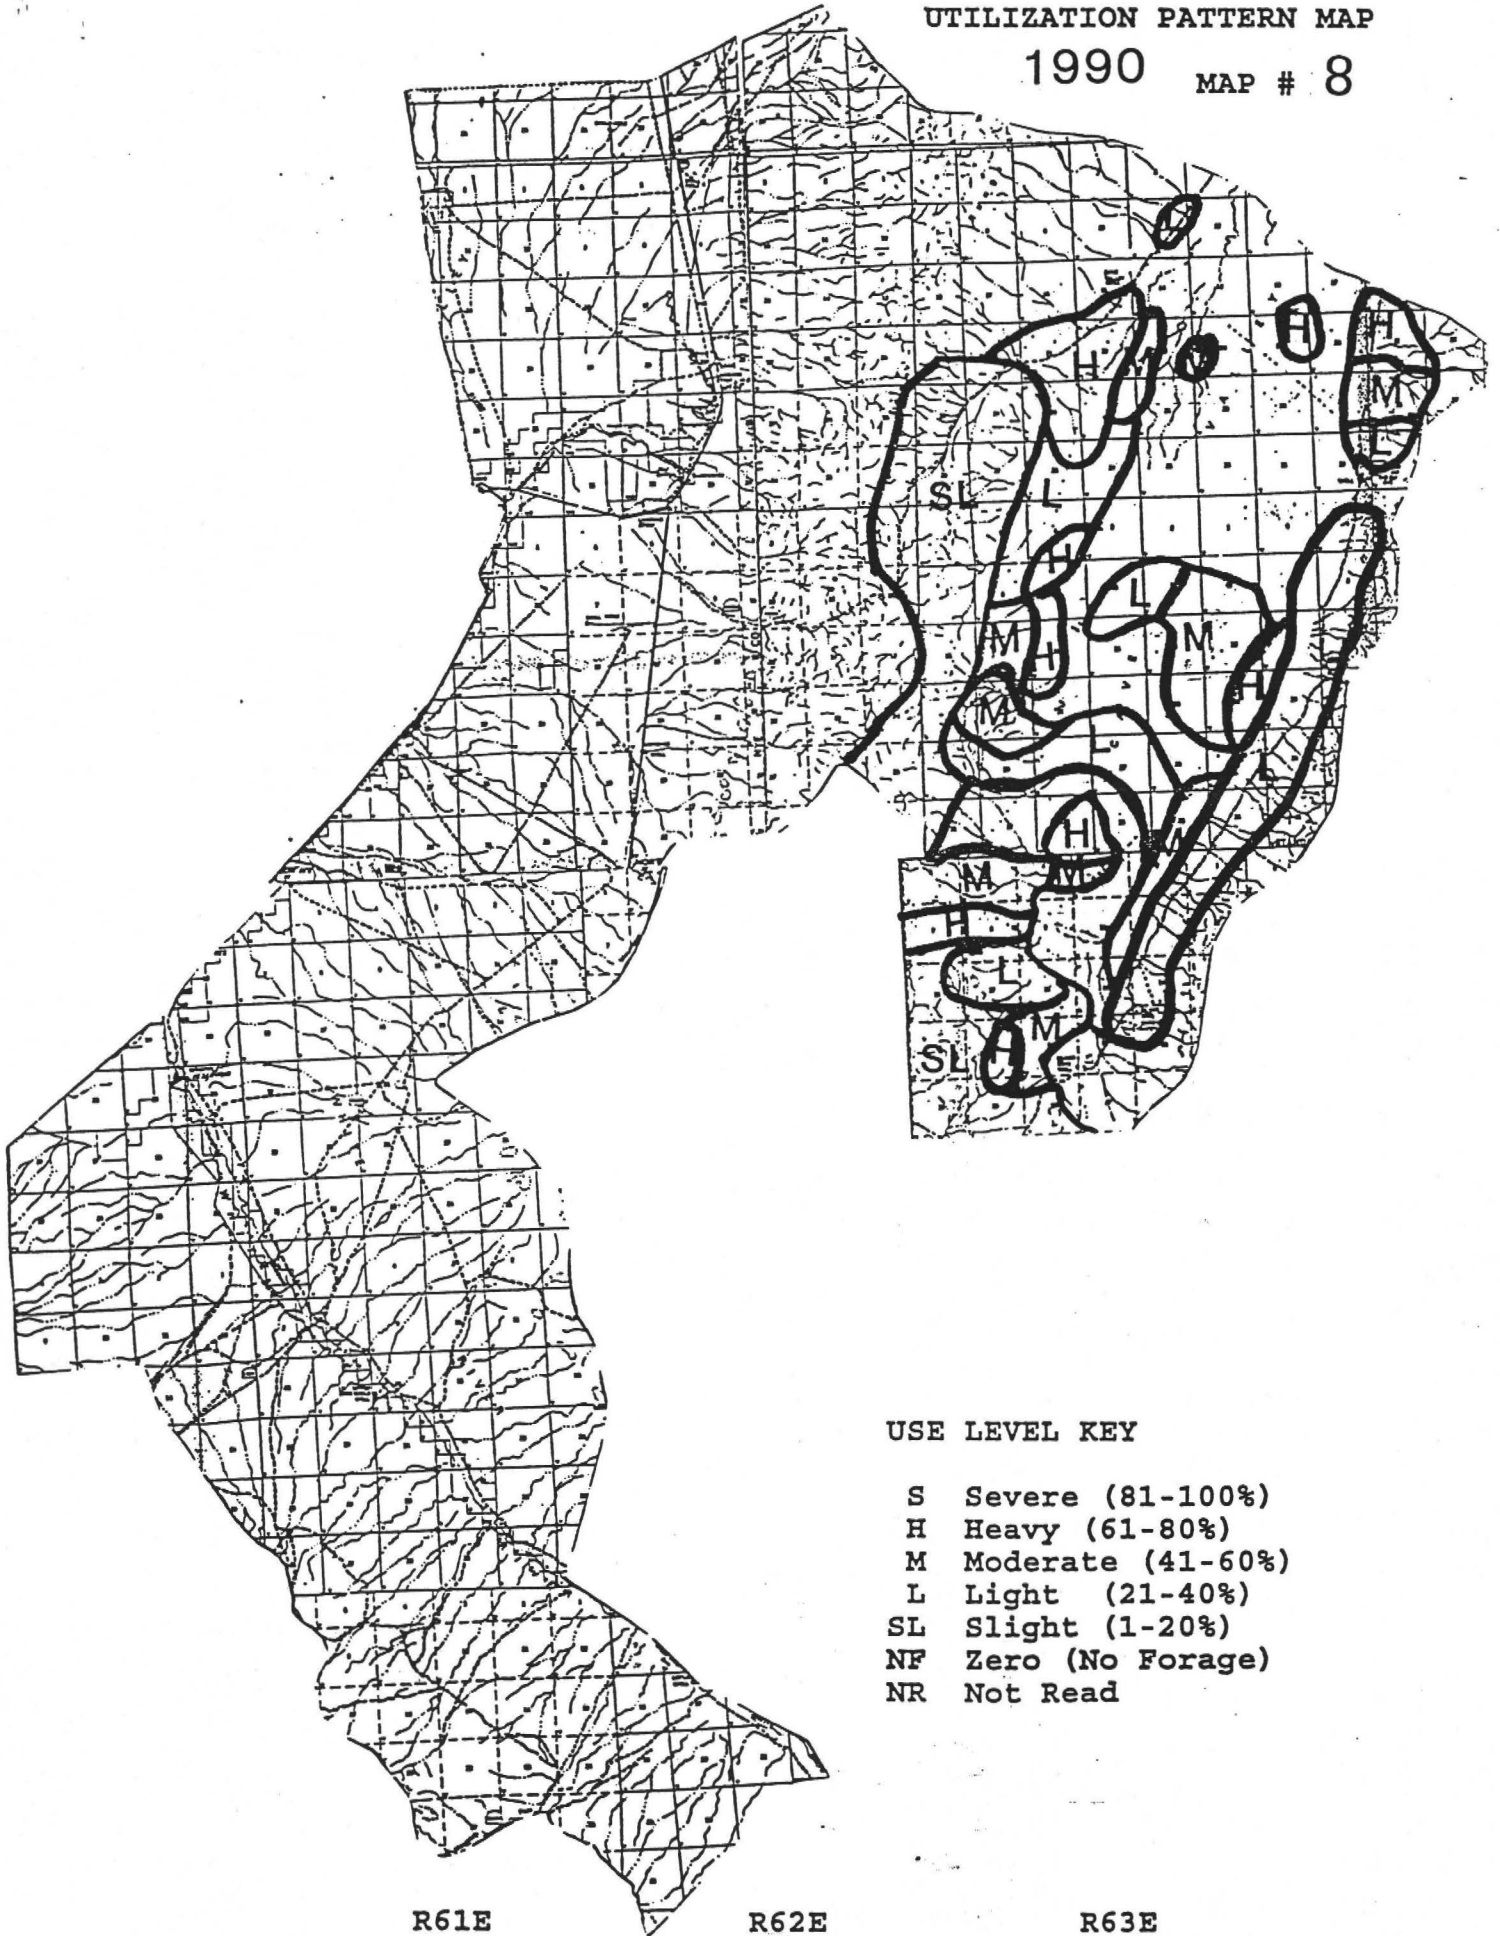 UTILIZATION PATTERN MAP
1990 MAP # 8
H
H
H
M
M
L
SL
L
H
L
M
M
H
H
M
L
L
H
M
M
M
H
L
M
SL
H
USE LEVEL KEY
S Severe (81-100%)
H Heavy (61-80%)
M Moderate (41-60%)
L Light (21-40%)
SL Slight (1-20%)
NF Zero (No Forage)
NR Not Read
R61E R62E R63E